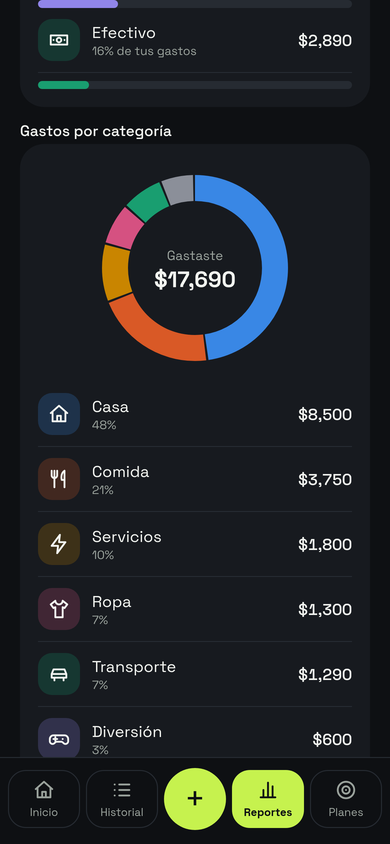 Efectivo
16% de tus gastos
$2,890
Gastos por categoría
Gastaste
$17,690
Casa
48%
$8,500
Comida
21%
$3,750
Servicios
10%
$1,800
Ropa
7%
$1,300
Transporte
7%
$1,290
Diversión
3%
$600
Inicio
Historial
+
Reportes
Planes